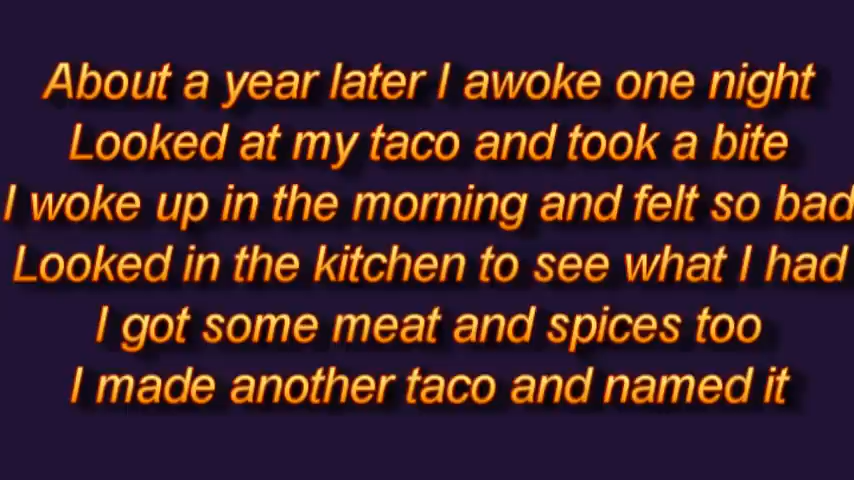 About a year later I awoke one night
Looked at my taco and took a bite
I woke up in the morning and felt so bad
Looked in the kitchen to see what I had
I got some meat and spices too
I made another taco and named it